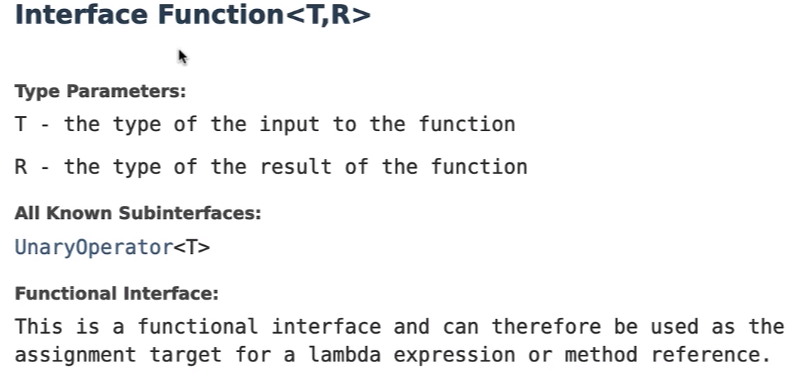 Interface Function<T,R>
Type Parameters:
T - the type of the input to the function
R - the type of the result of the function
All Known Subinterfaces:
UnaryOperator<T>
Functional Interface:
This is a functional interface and can therefore be used as the
assignment target for a lambda expression or method reference.